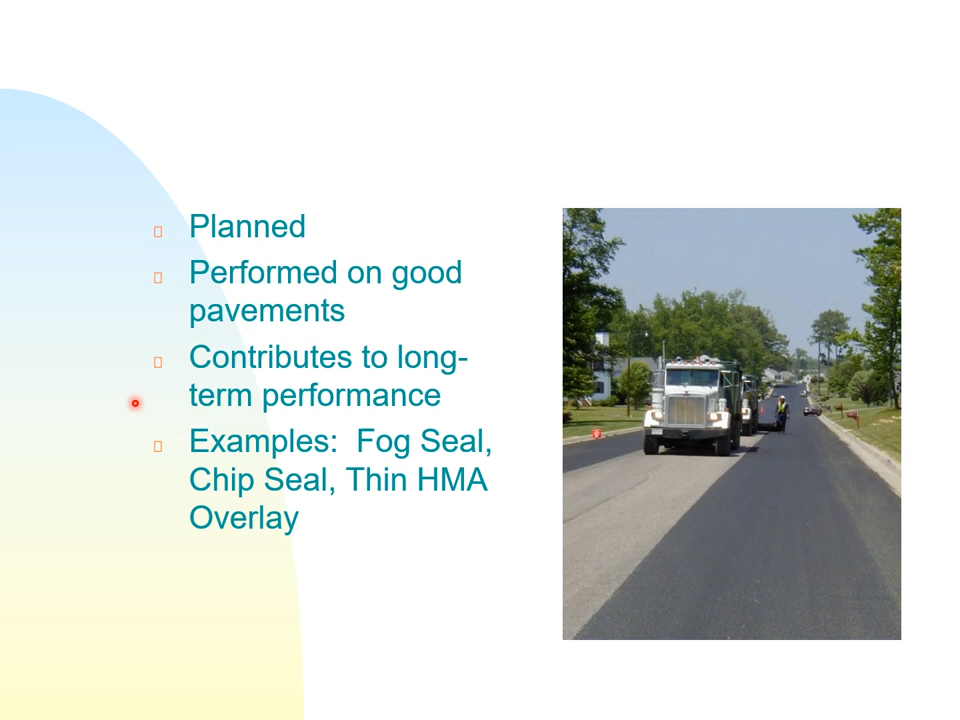 Planned
Performed on good
pavements
Contributes to long-
term performance
Examples:  Fog Seal,
Chip Seal, Thin HMA
Overlay